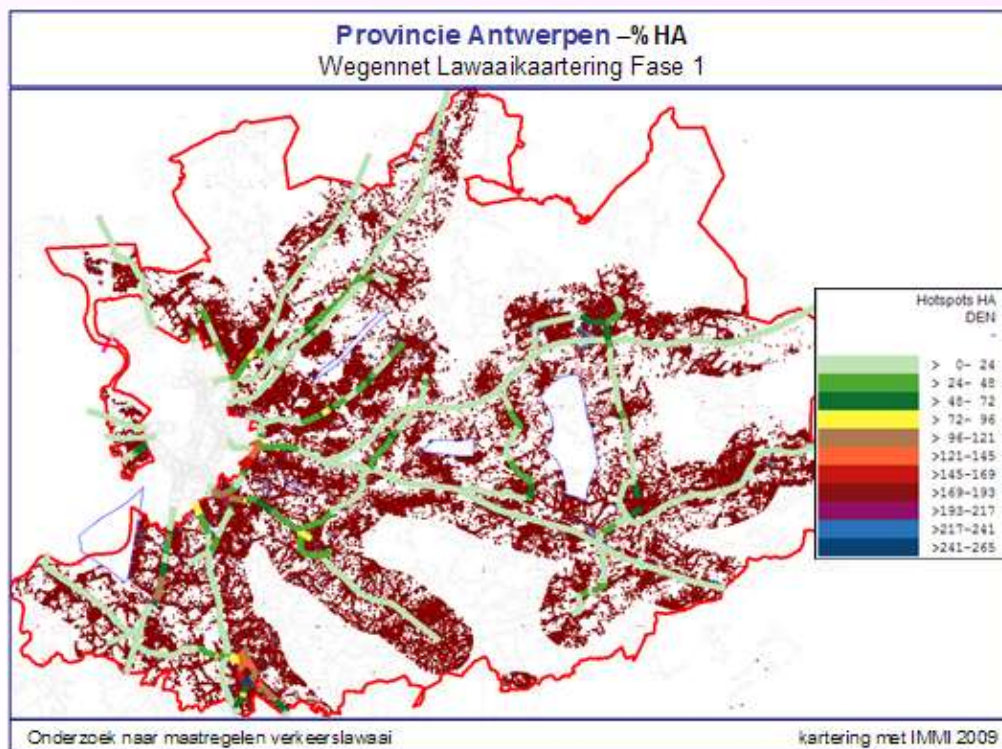 Provincie Antwerpen –% HA
Wegennet Lawaaikaartering Fase 1
Hotspots HA
DEN
-
> 0- 24
> 24- 48
> 48- 72
> 72- 96
> 96-121
>121-145
>145-169
>169-193
>193-217
>217-241
>241-265
Onderzoek naar maatregelen verkeerslawaai
kartering met IMMI 2009